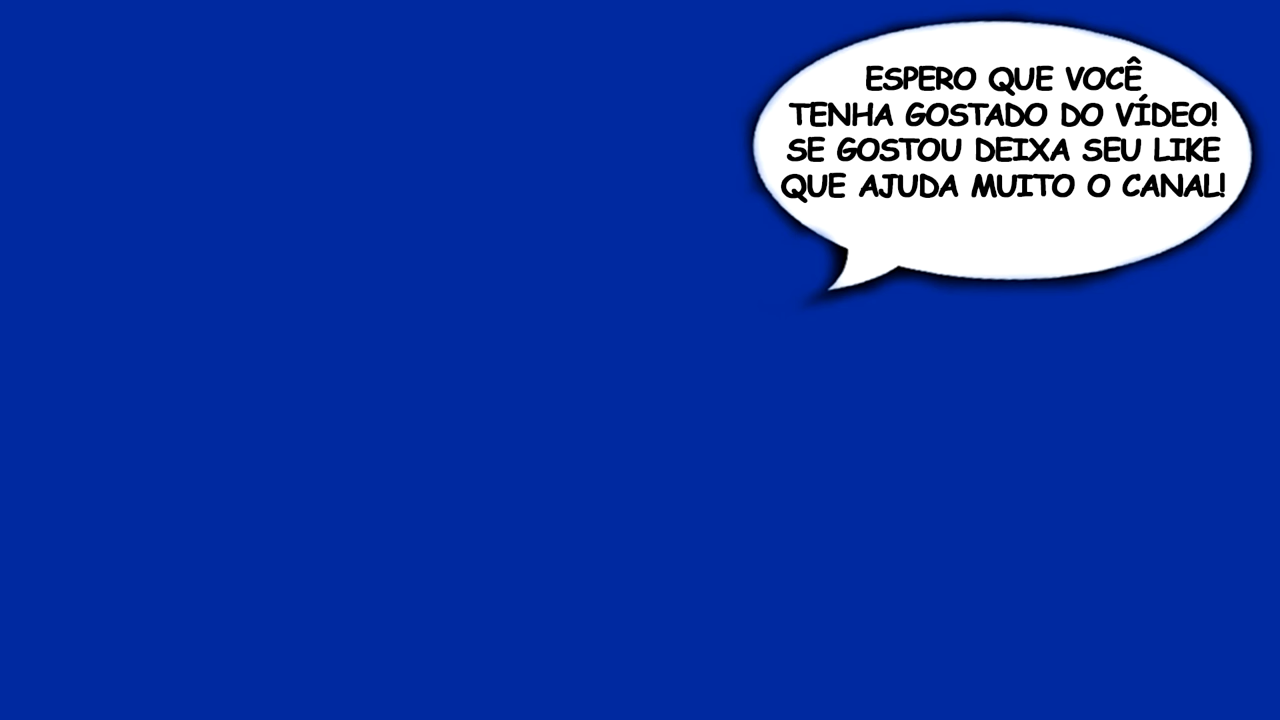 ESPERO QUE VOCÊ
TENHA GOSTADO DO VÍDEO!
SE GOSTOU DEIXA SEU LIKE
QUE AJUDA MUITO O CANAL!